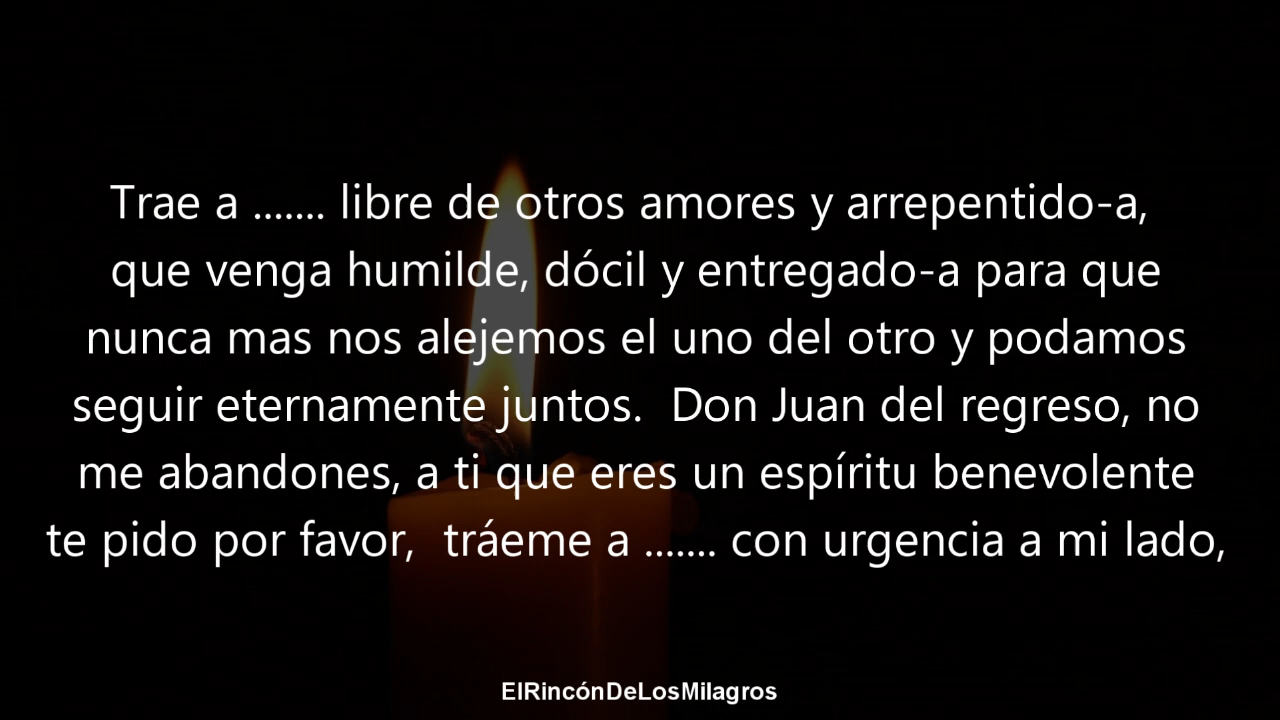 Trae a ....... libre de otros amores y arrepentido-a,
que venga humilde, dócil y entregado-a para que
nunca mas nos alejemos el uno del otro y podamos
seguir eternamente juntos.  Don Juan del regreso, no
me abandones, a ti que eres un espíritu benevolente
te pido por favor,  tráeme a ....... con urgencia a mi lado,
ElRincónDeLosMilagros